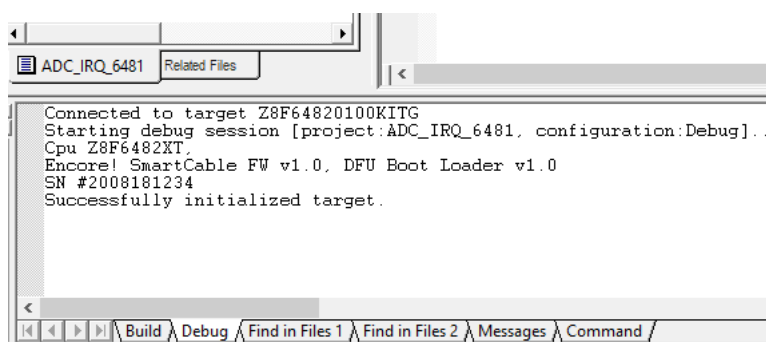 ADC_IRQ_6481 Related Files
Connected to target Z8F64820100KITG
Starting debug session [project:ADC_IRQ_6481, configuration:Debug]..
Cpu Z8F6482XT,
Encore! SmartCable FW v1.0, DFU Boot Loader v1.0
SN #2008181234
Successfully initialized target.
Build Debug Find in Files 1 Find in Files 2 Messages Command